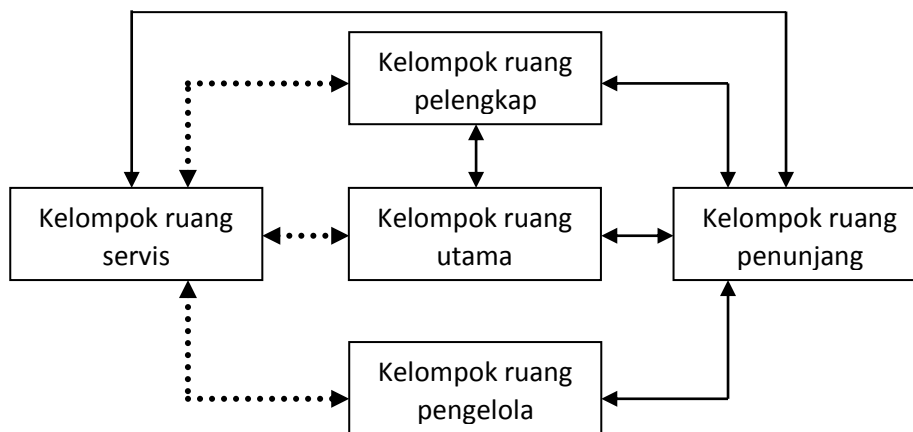 Kelompok ruang
pelengkap
Kelompok ruang
servis
Kelompok ruang
utama
Kelompok ruang
penunjang
Kelompok ruang
pengelola